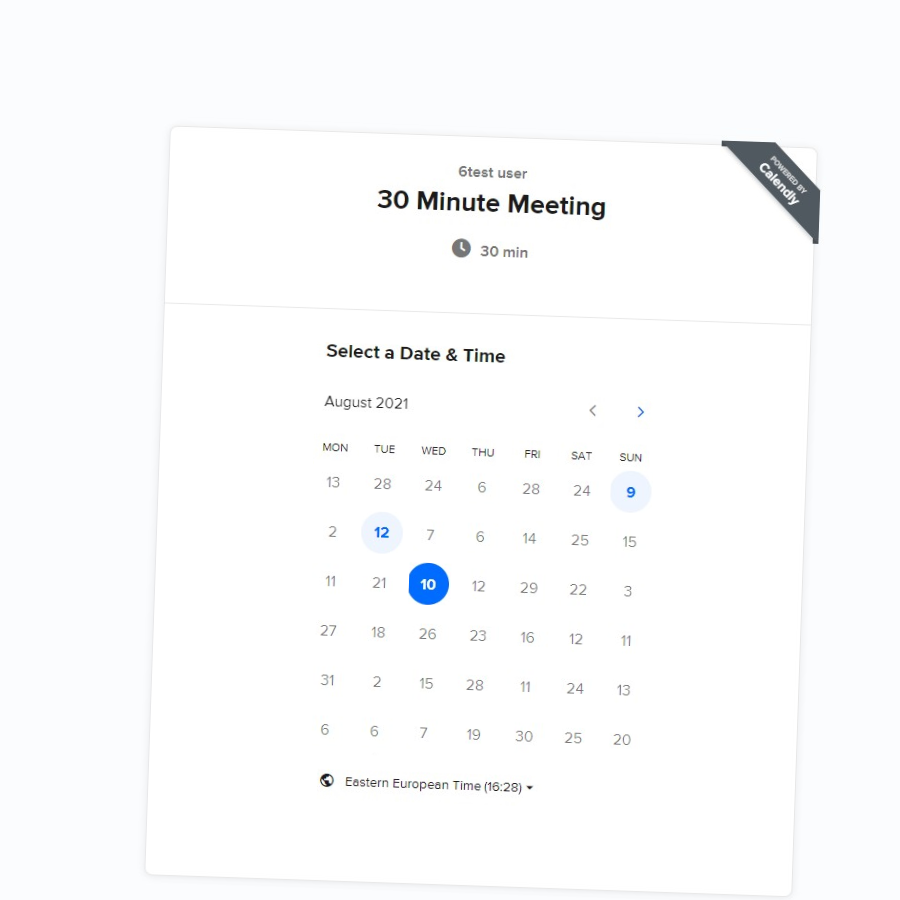 POWERED BY
Calendly
6test user
30 Minute Meeting
30 min
Select a Date & Time
August 2021
MON TUE WED THU FRI SAT SUN
13 28 24 6 28 24 9
2 12 7 6 14 25 15
11 21 10 12 29 22 3
27 18 26 23 16 12 11
31 2 15 28 11 24 13
6 6 7 19 30 25 20
Eastern European Time (16:28)